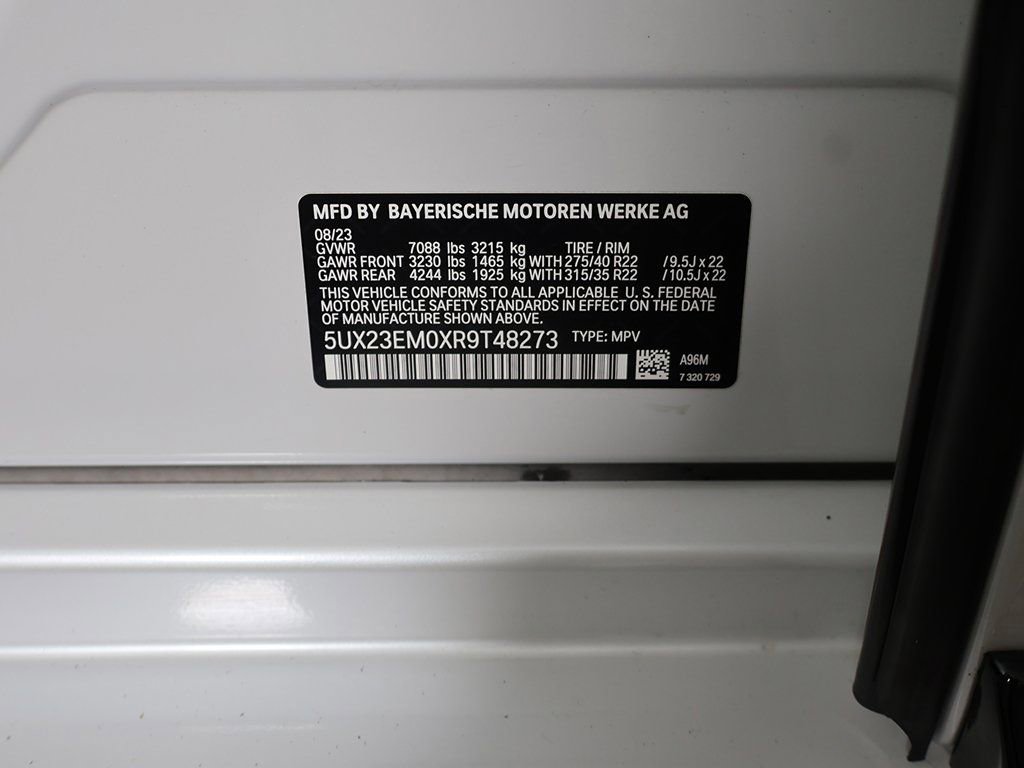 MFD BY BAYERISCHE MOTOREN WERKE AG
08/23
GVWR 7088 lbs 3215 kg TIRE / RIM
GAWR FRONT 3230 lbs 1465 kg WITH 275/40 R22 / 9.5J x 22
GAWR REAR 4244 lbs 1925 kg WITH 315/35 R22 / 10.5J x 22
THIS VEHICLE CONFORMS TO ALL APPLICABLE U. S. FEDERAL
MOTOR VEHICLE SAFETY STANDARDS IN EFFECT ON THE DATE
OF MANUFACTURE SHOWN ABOVE.
5UX23EM0XR9T48273 TYPE: MPV
A96M
7 320 729